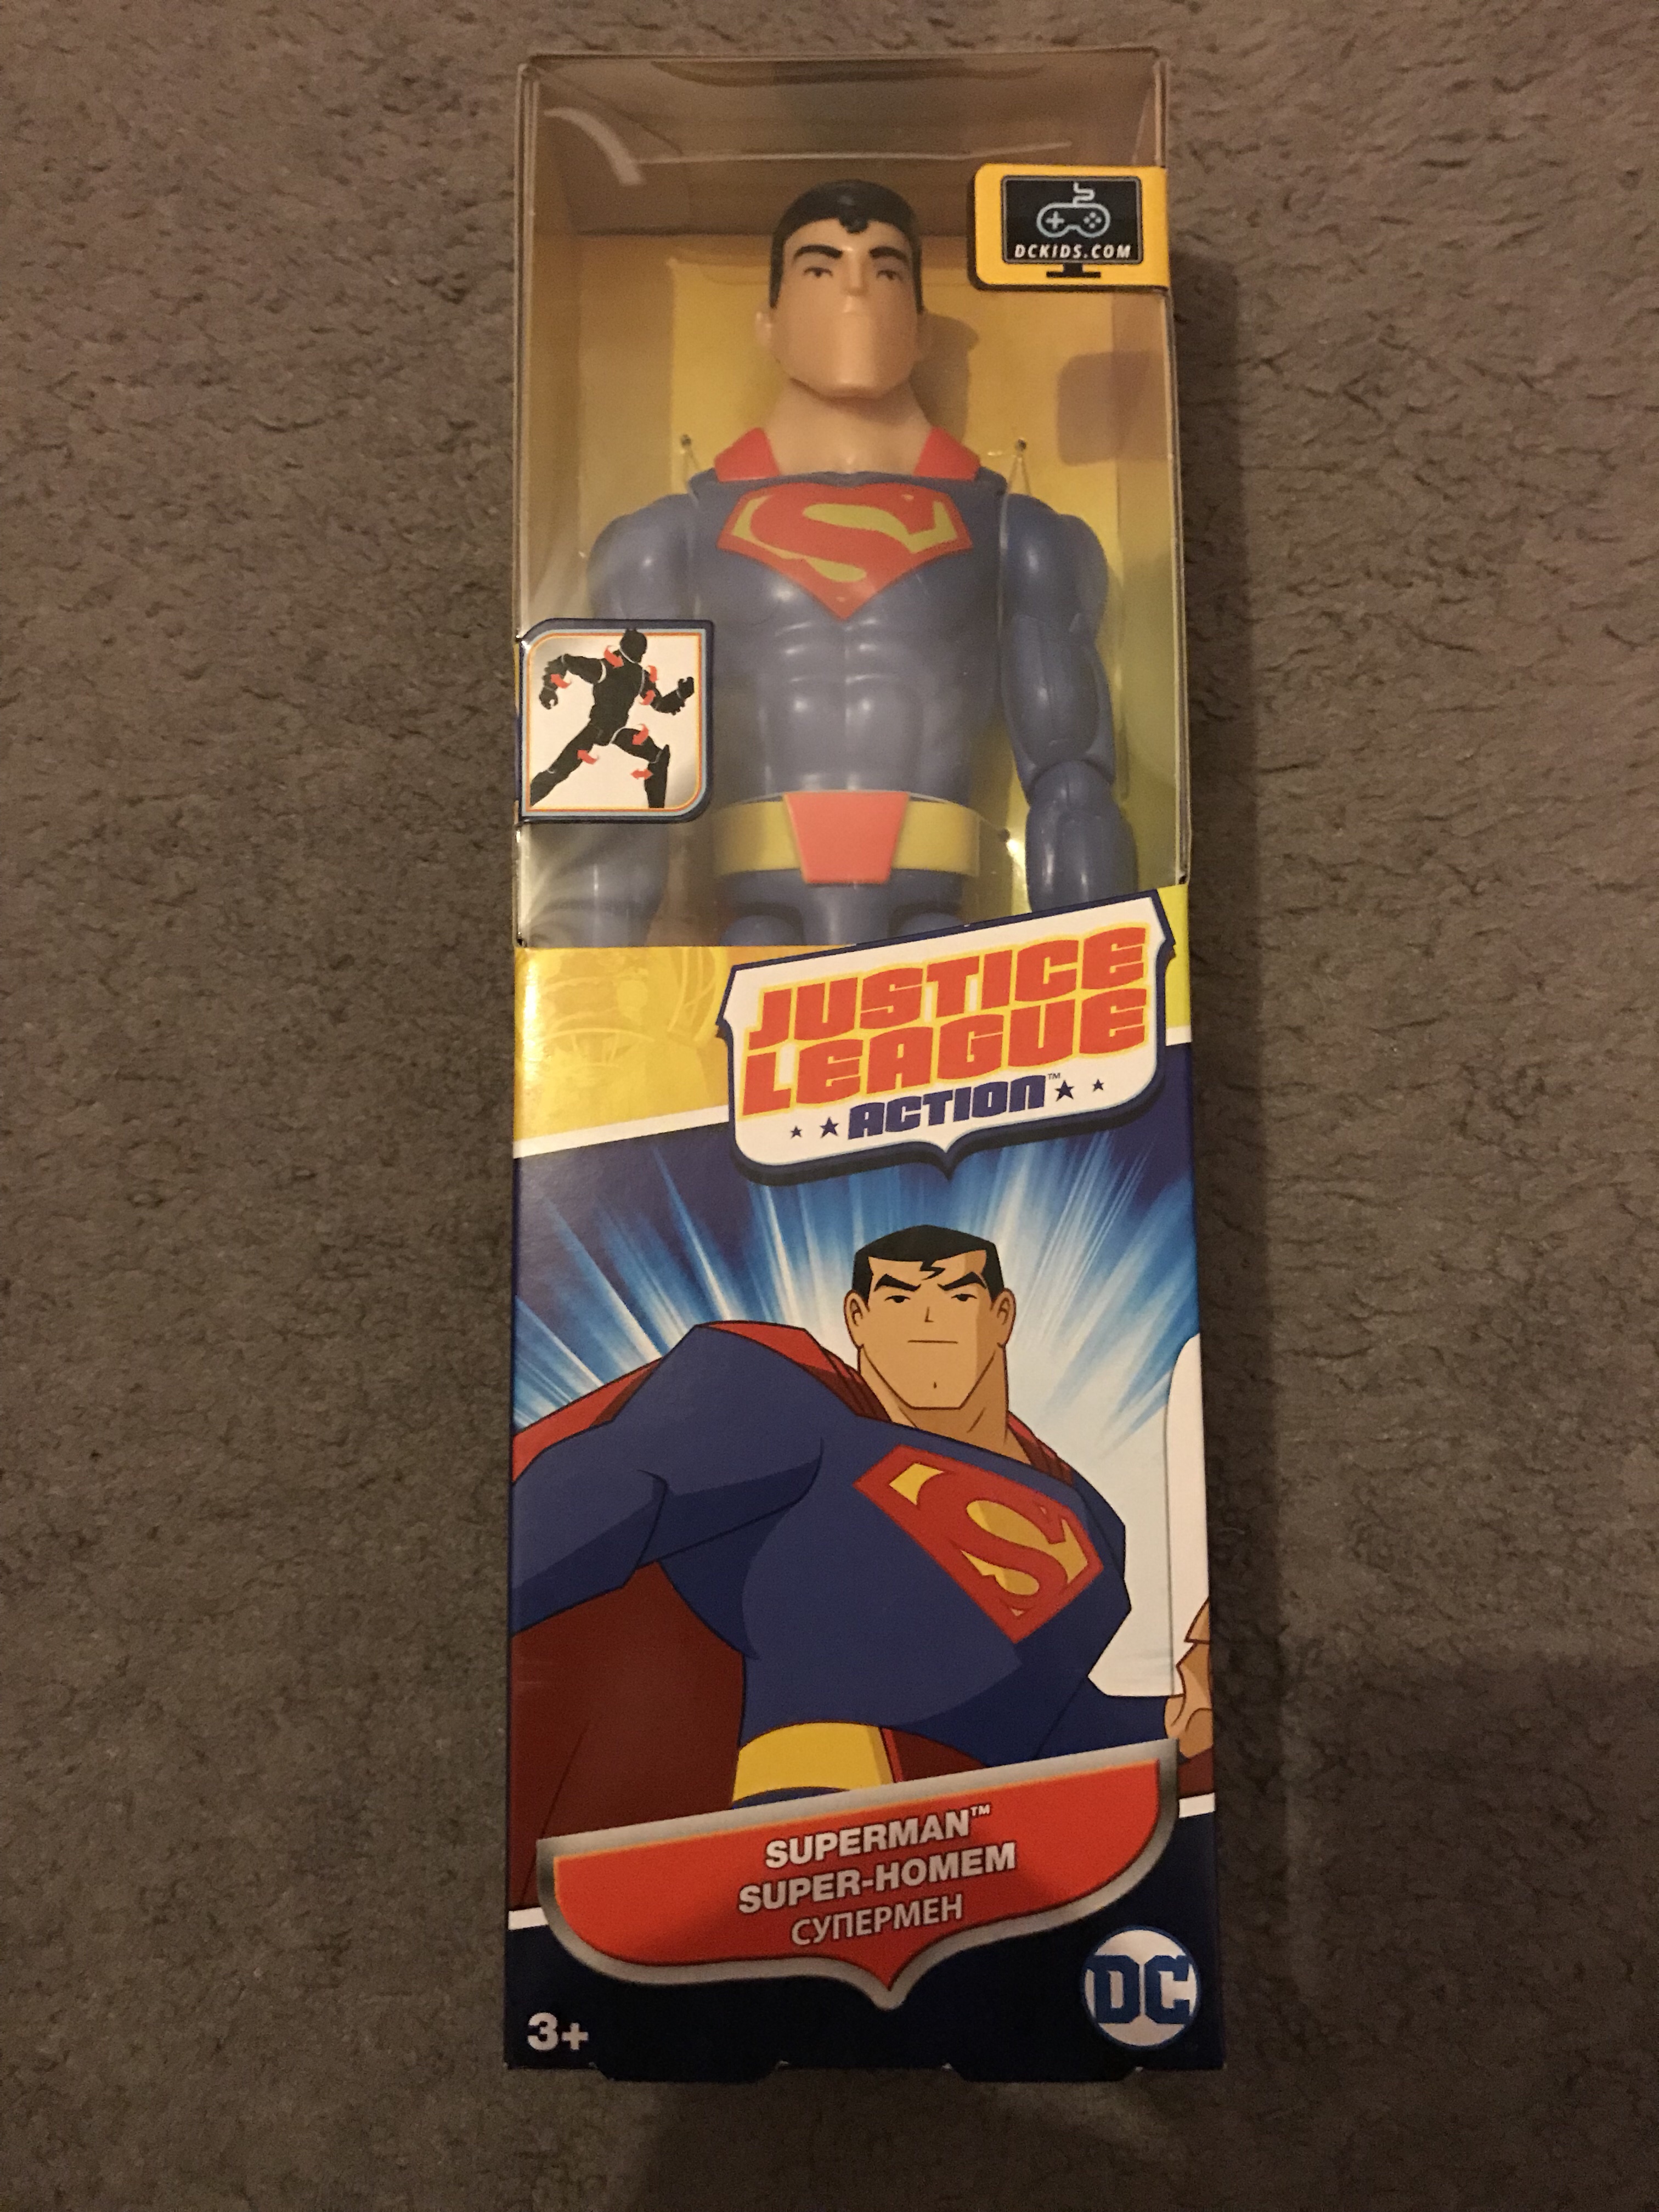 DCKIDS.COM
JUSTICE
LEAGUE
ACTION™
SUPERMAN™
SUPER-HOMEM
СУПЕРМЕН
DC
3+